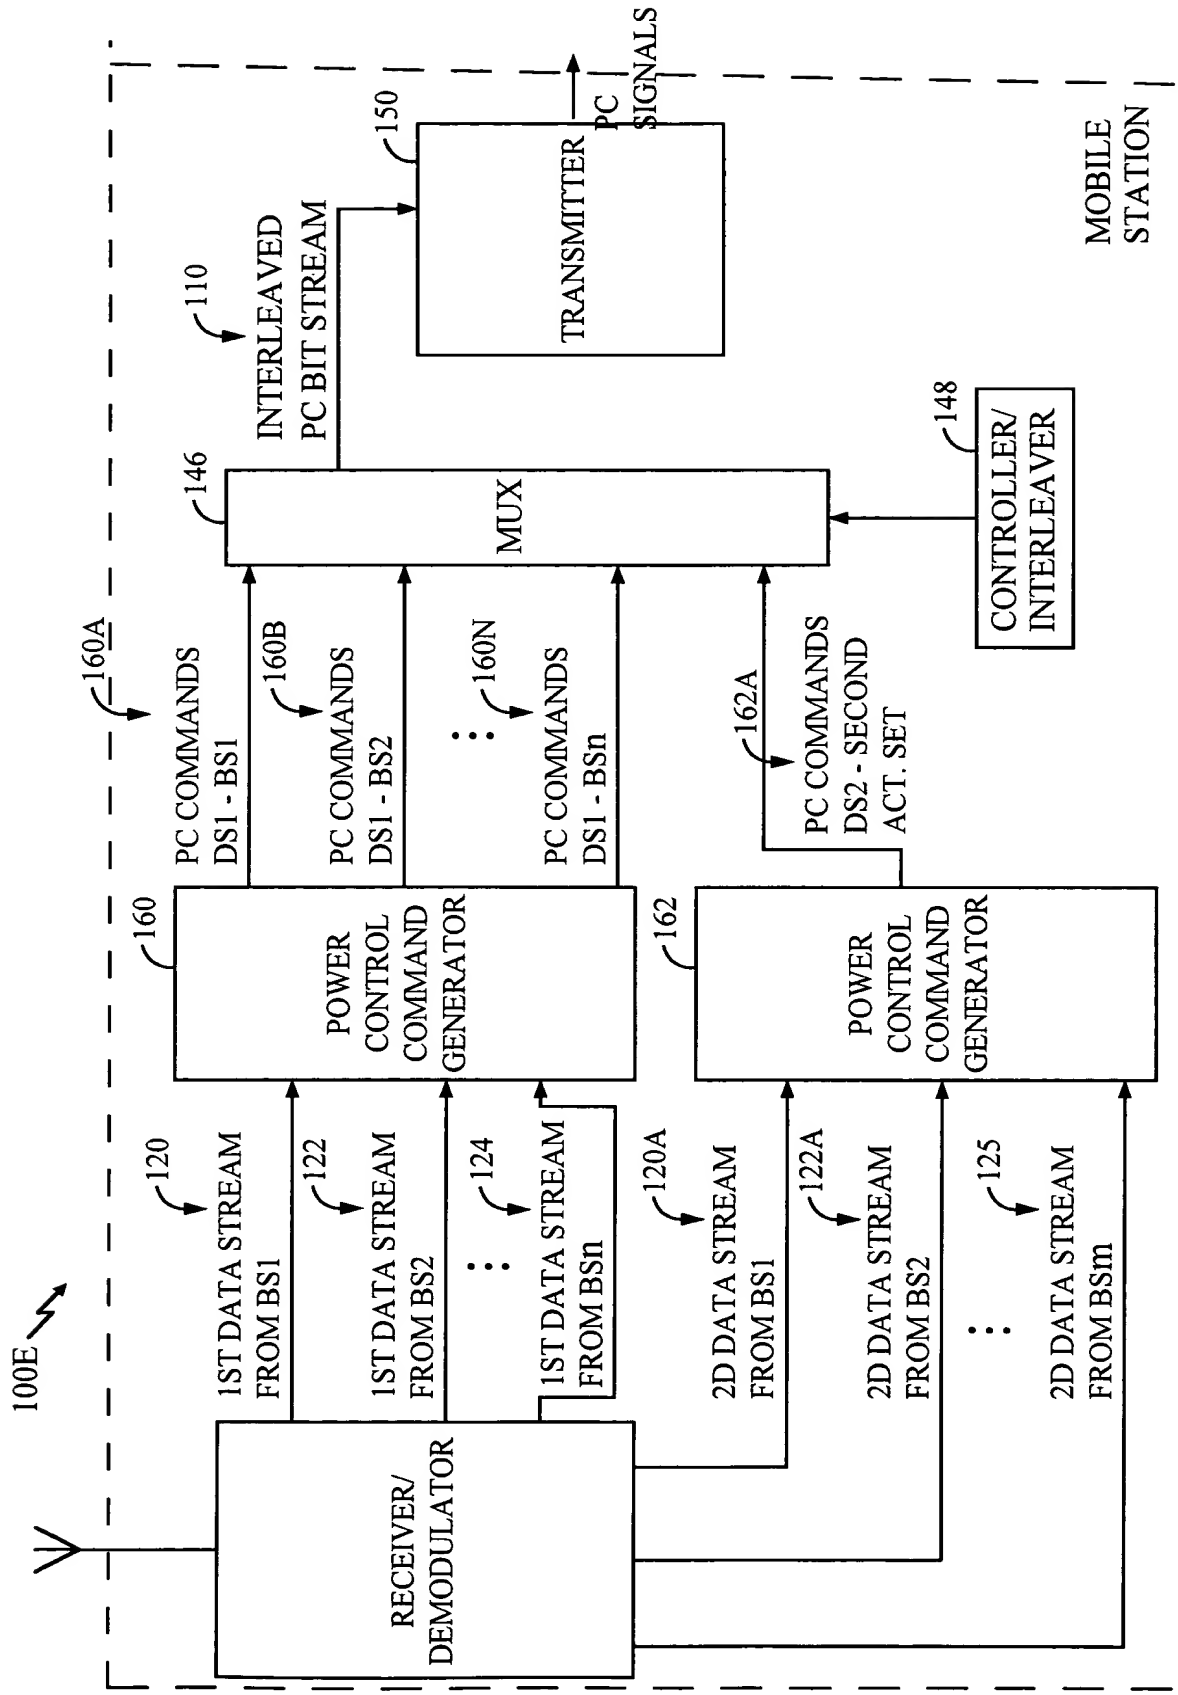 100E
RECEIVER/
DEMODULATOR
120
1ST DATA STREAM
FROM BS1
122
1ST DATA STREAM
FROM BS2
124
1ST DATA STREAM
FROM BSn
120A
2D DATA STREAM
FROM BS1
122A
2D DATA STREAM
FROM BS2
125
2D DATA STREAM
FROM BSm
160
POWER
CONTROL
COMMAND
GENERATOR
162
POWER
CONTROL
COMMAND
GENERATOR
160A
PC COMMANDS
DS1 - BS1
160B
PC COMMANDS
DS1 - BS2
160N
PC COMMANDS
DS1 - BSn
162A
PC COMMANDS
DS2 - SECOND
ACT. SET
146
MUX
148
CONTROLLER/
INTERLEAVER
110
INTERLEAVED
PC BIT STREAM
150
TRANSMITTER
PC
SIGNALS
MOBILE
STATION